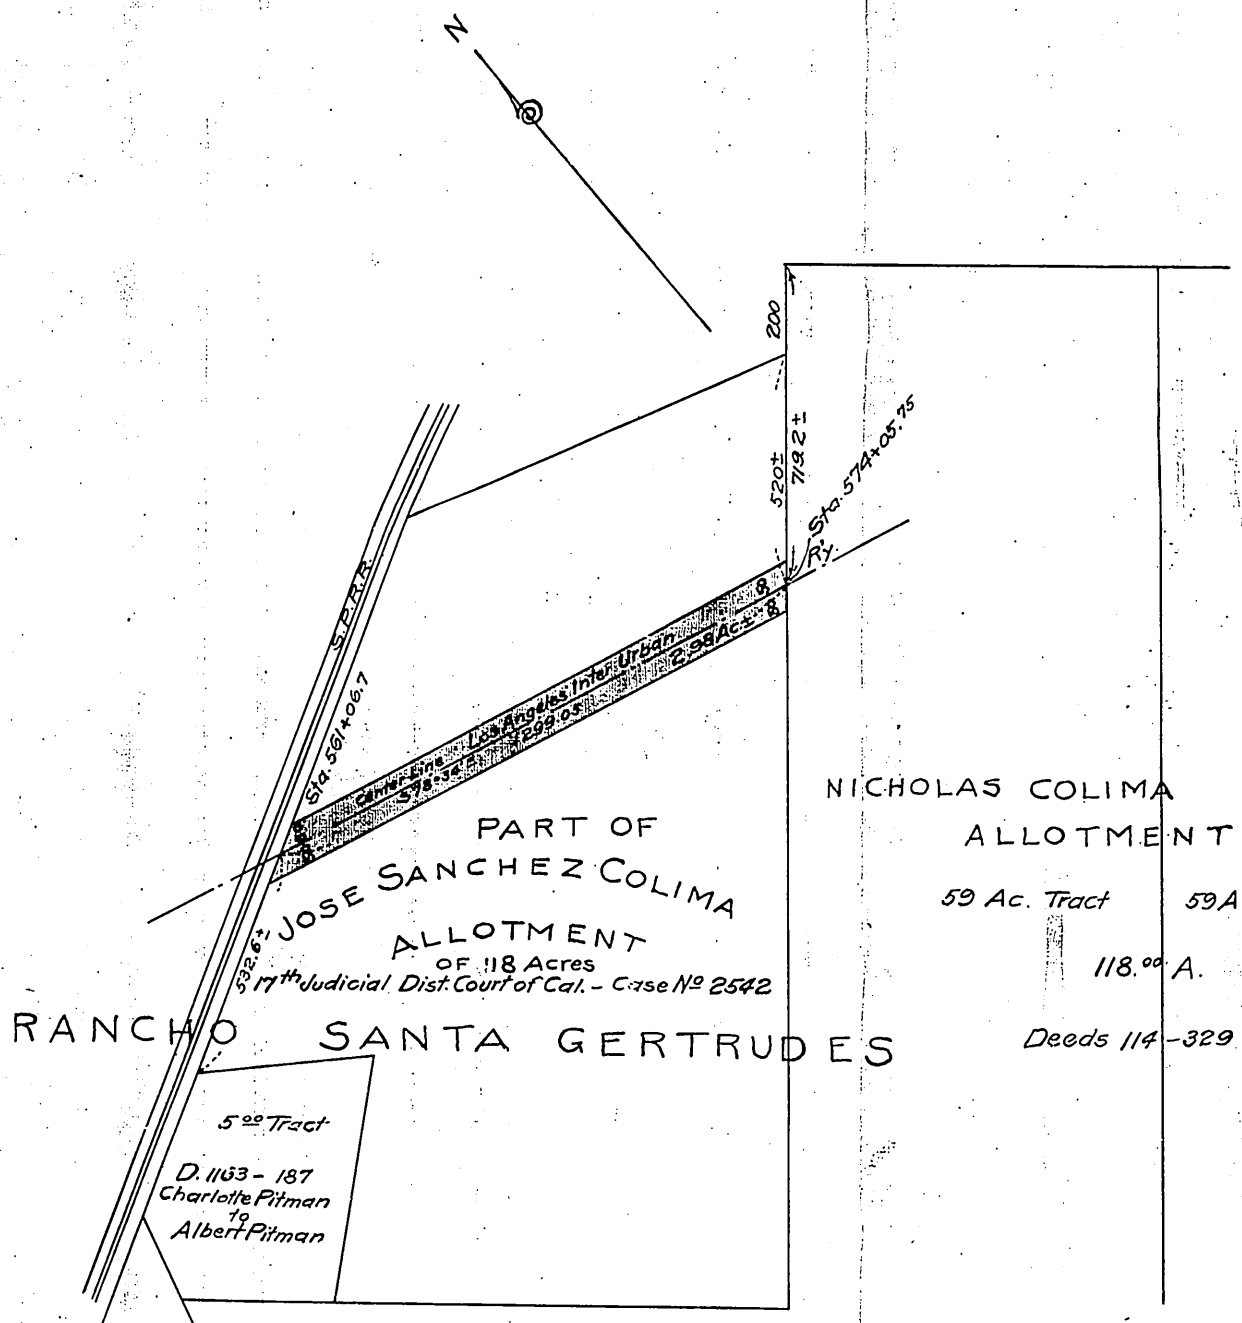 N
200
520±
719.2±
Sta. 574+05.75
S.P.R.R.
Sta. 561+06.7
Center Line Los Angeles Inter Urban R'y.
1299.05
2.98 Ac±
532.6±
PART OF
JOSE SANCHEZ COLIMA
ALLOTMENT
OF 118 Acres
17th Judicial Dist. Court of Cal. - Case Nº 2542
NICHOLAS COLIMA
ALLOTMENT
59 Ac. Tract 59 A
118.00 A.
Deeds 114-329
RANCHO SANTA GERTRUDES
5 00 Tract
D. 1163 - 187
Charlotte Pitman
to
Albert Pitman